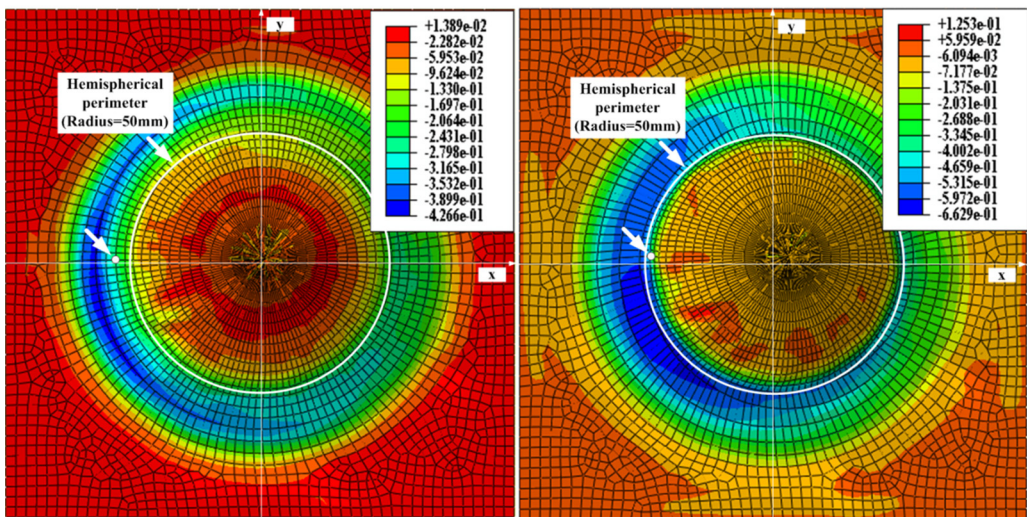 y
Hemispherical
perimeter
(Radius=50mm)
x
+1.389e-02
-2.282e-02
-5.953e-02
-9.624e-02
-1.330e-01
-1.697e-01
-2.064e-01
-2.431e-01
-2.798e-01
-3.165e-01
-3.532e-01
-3.899e-01
-4.266e-01
y
Hemispherical
perimeter
(Radius=50mm)
x
+1.253e-01
+5.959e-02
-6.094e-03
-7.177e-02
-1.375e-01
-2.031e-01
-2.688e-01
-3.345e-01
-4.002e-01
-4.659e-01
-5.315e-01
-5.972e-01
-6.629e-01